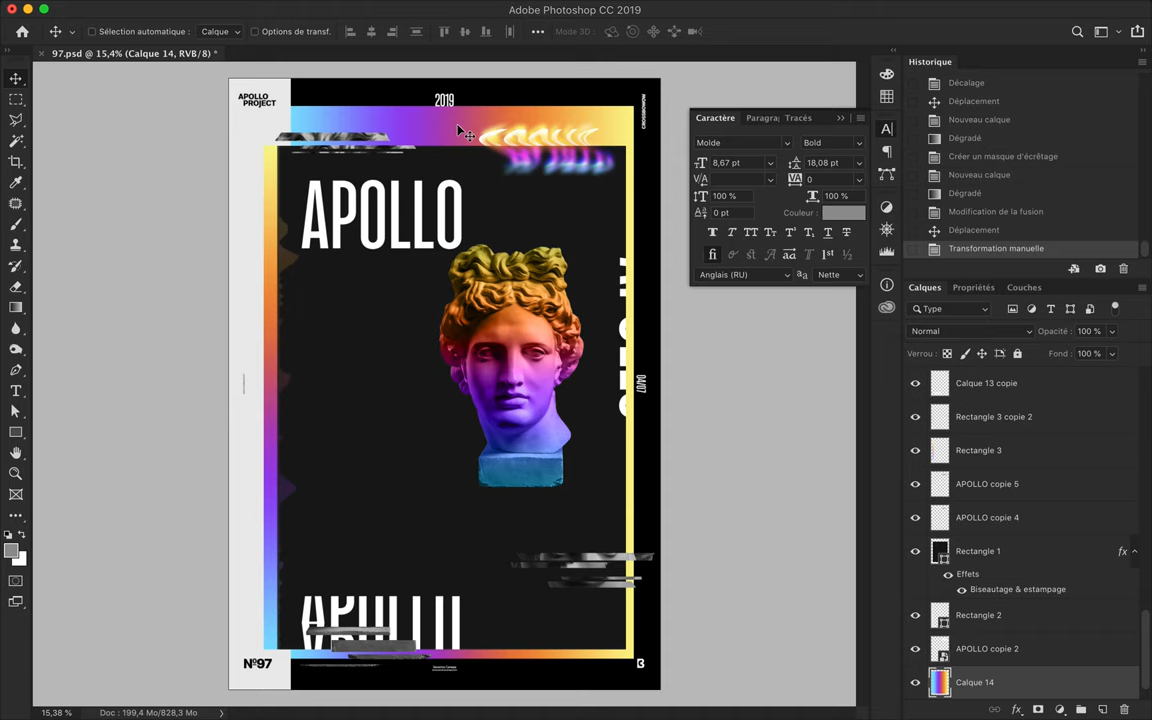 Adobe Photoshop CC 2019
Sélection automatique :
Calque
Options de transf.
Mode 3D :
97.psd @ 15,4% (Calque 14, RVB/8) *
APOLLO
PROJECT
2019
APOLLO
04/07
APOLLO
Nº97
Caractère
Paragra
Tracés
Molde
Bold
8,67 pt
18,08 pt
0
100 %
100 %
0 pt
Couleur :
fi
1st
½
Anglais (RU)
Nette
Historique
Décalage
Déplacement
Nouveau calque
Dégradé
Créer un masque d'écrêtage
Nouveau calque
Dégradé
Modification de la fusion
Déplacement
Transformation manuelle
Calques
Propriétés
Couches
Type
Normal
Opacité :
100 %
Verrou :
Fond :
100 %
Calque 13 copie
Rectangle 3 copie 2
Rectangle 3
APOLLO copie 5
APOLLO copie 4
Rectangle 1
fx
Effets
Biseautage & estampage
Rectangle 2
APOLLO copie 2
Calque 14
15,38 %
Doc : 199,4 Mo/828,3 Mo
fx